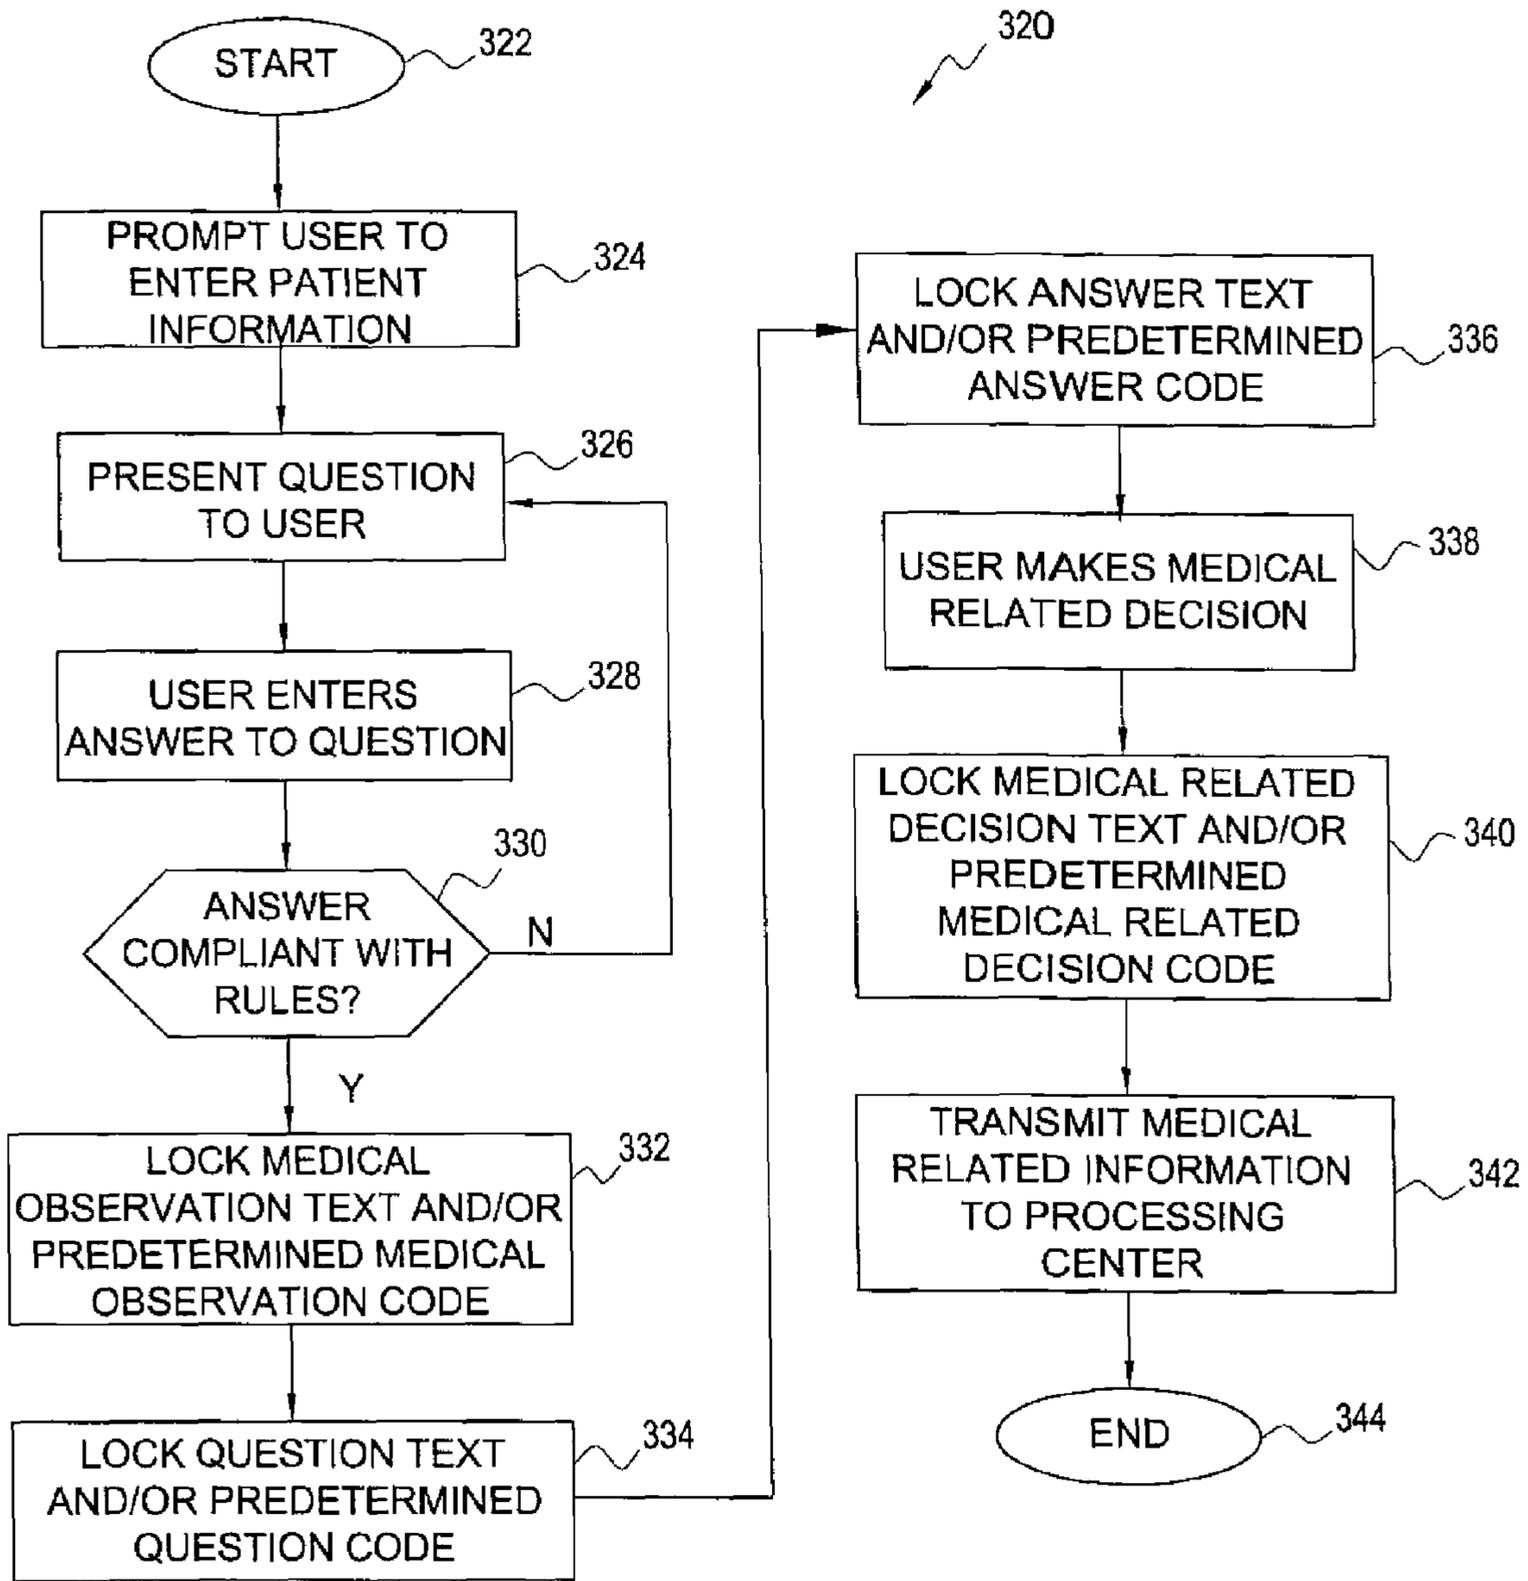 START
322
320
PROMPT USER TO
ENTER PATIENT
INFORMATION
324
PRESENT QUESTION
TO USER
326
USER ENTERS
ANSWER TO QUESTION
328
ANSWER
COMPLIANT WITH
RULES?
330
N
Y
LOCK MEDICAL
OBSERVATION TEXT AND/OR
PREDETERMINED MEDICAL
OBSERVATION CODE
332
LOCK QUESTION TEXT
AND/OR PREDETERMINED
QUESTION CODE
334
LOCK ANSWER TEXT
AND/OR PREDETERMINED
ANSWER CODE
336
USER MAKES MEDICAL
RELATED DECISION
338
LOCK MEDICAL RELATED
DECISION TEXT AND/OR
PREDETERMINED
MEDICAL RELATED
DECISION CODE
340
TRANSMIT MEDICAL
RELATED INFORMATION
TO PROCESSING
CENTER
342
END
344